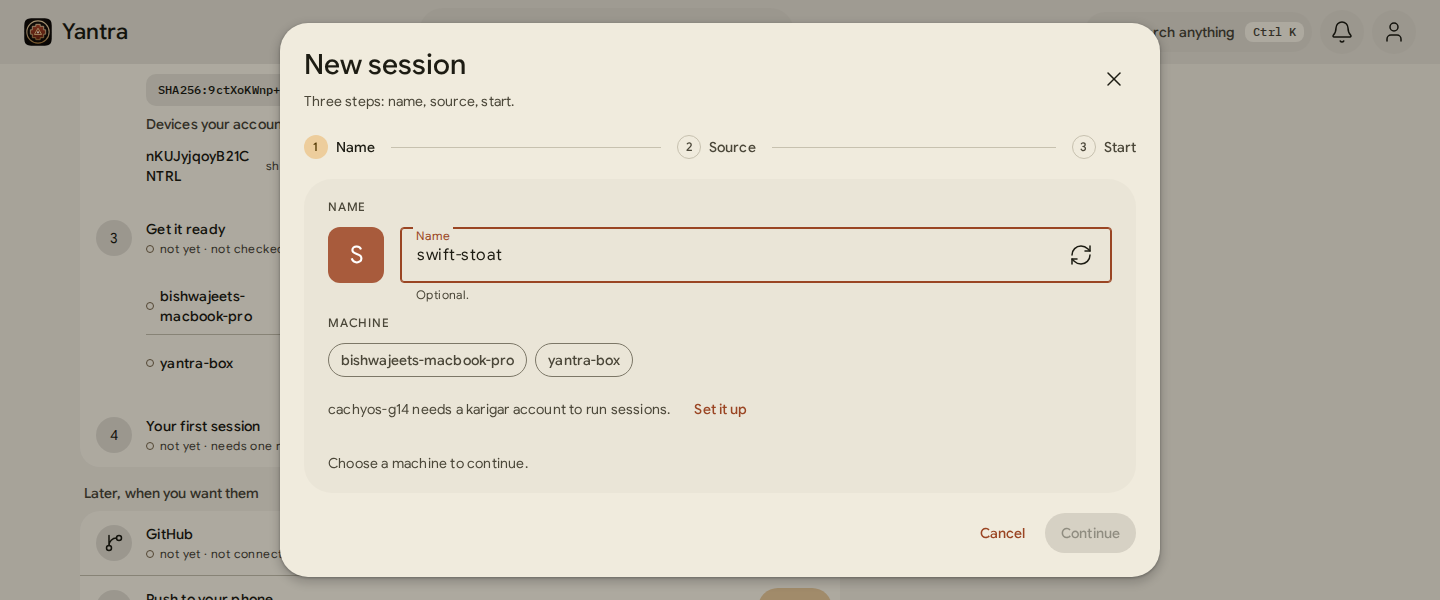 Yantra
rch anything
Ctrl K
New session
Three steps: name, source, start.
1 Name
2 Source
3 Start
NAME
S
Name
swift-stoat
Optional.
MACHINE
bishwajeets-macbook-pro
yantra-box
cachyos-g14 needs a karigar account to run sessions. Set it up
Choose a machine to continue.
Cancel
Continue
SHA256:9ctXoKWnp+
Devices your accoun
nKUJyjqoyB21C
NTRL
sh
3
Get it ready
not yet · not checked
bishwajeets-
macbook-pro
yantra-box
4
Your first session
not yet · needs one
Later, when you want them
GitHub
not yet · not connect
Push to your phone